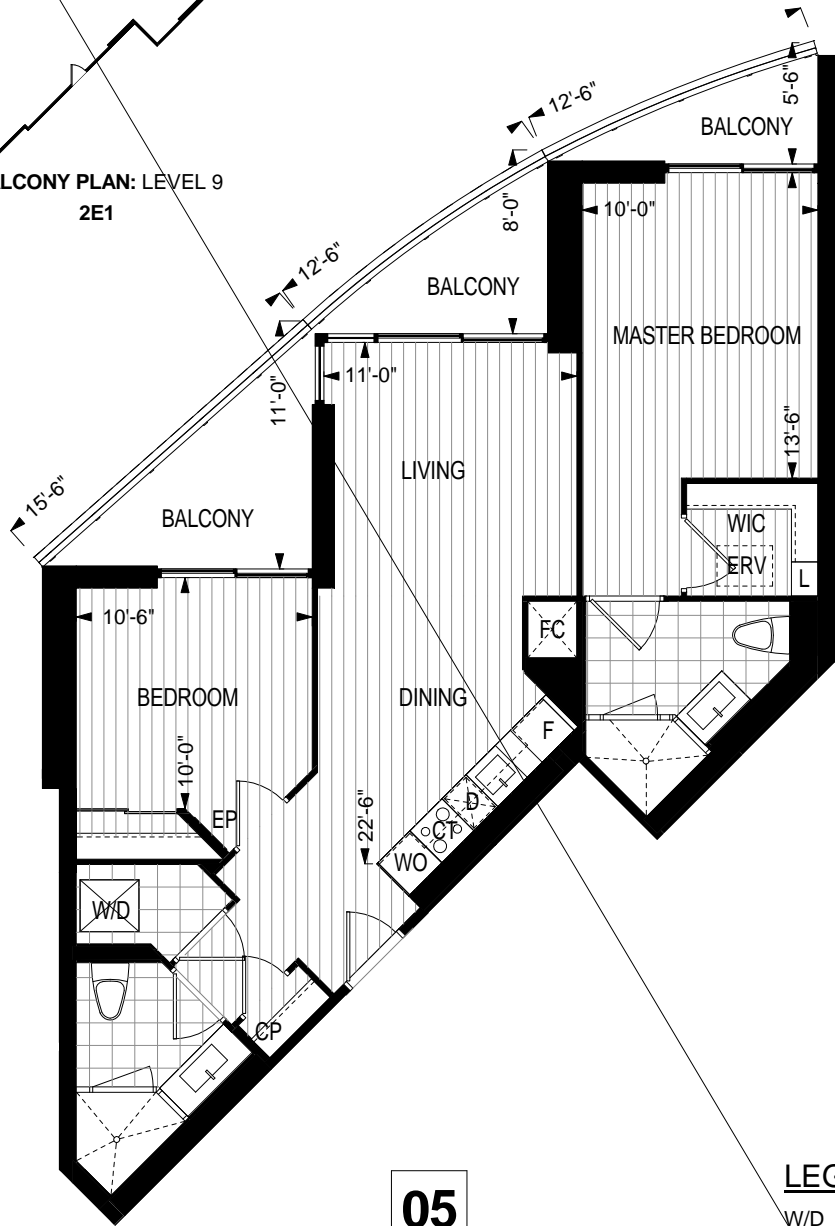 LCONY PLAN: LEVEL 9
2E1
5'-6"
12'-6"
BALCONY
8'-0"
10'-0"
12'-6"
BALCONY
MASTER BEDROOM
11'-0"
11'-0"
13'-6"
LIVING
15'-6"
BALCONY
WIC
ERV
L
10'-6"
FC
BEDROOM
DINING
F
10'-0"
D
EP
22'-6"
CT
WO
W/D
CP
05
LEG
W/D